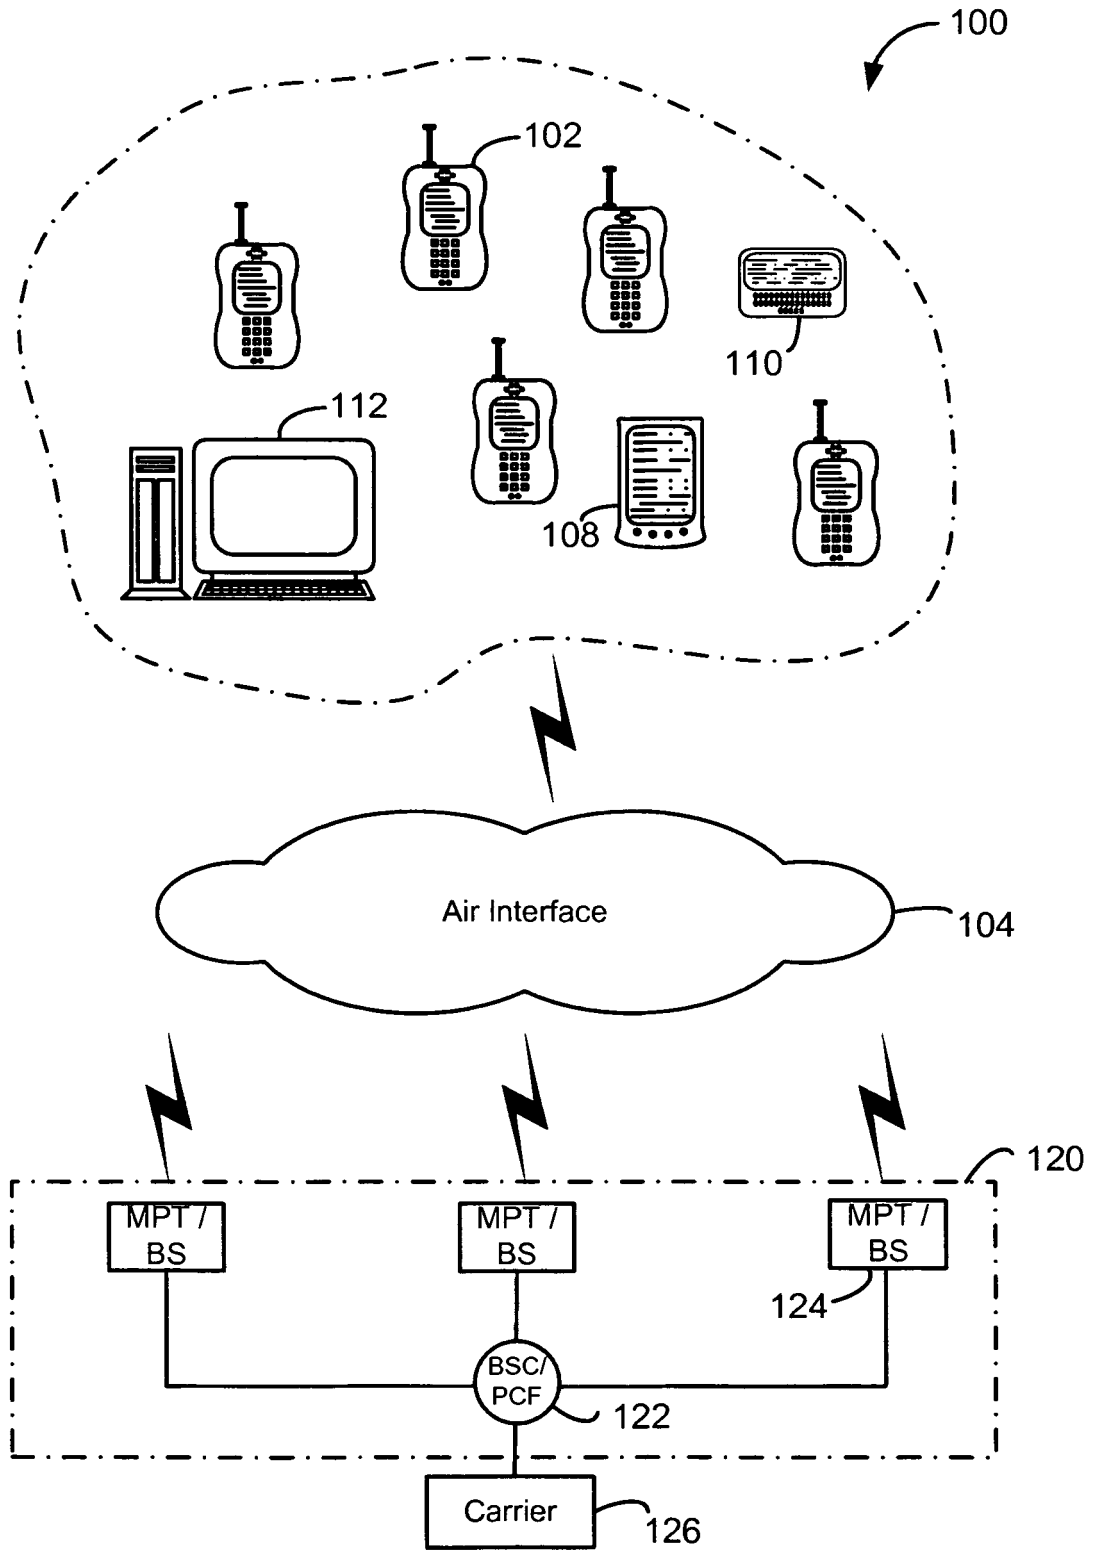 100
102
110
112
108
Air Interface
104
120
MPT /
BS
MPT /
BS
MPT /
BS
124
BSC/
PCF
122
Carrier
126